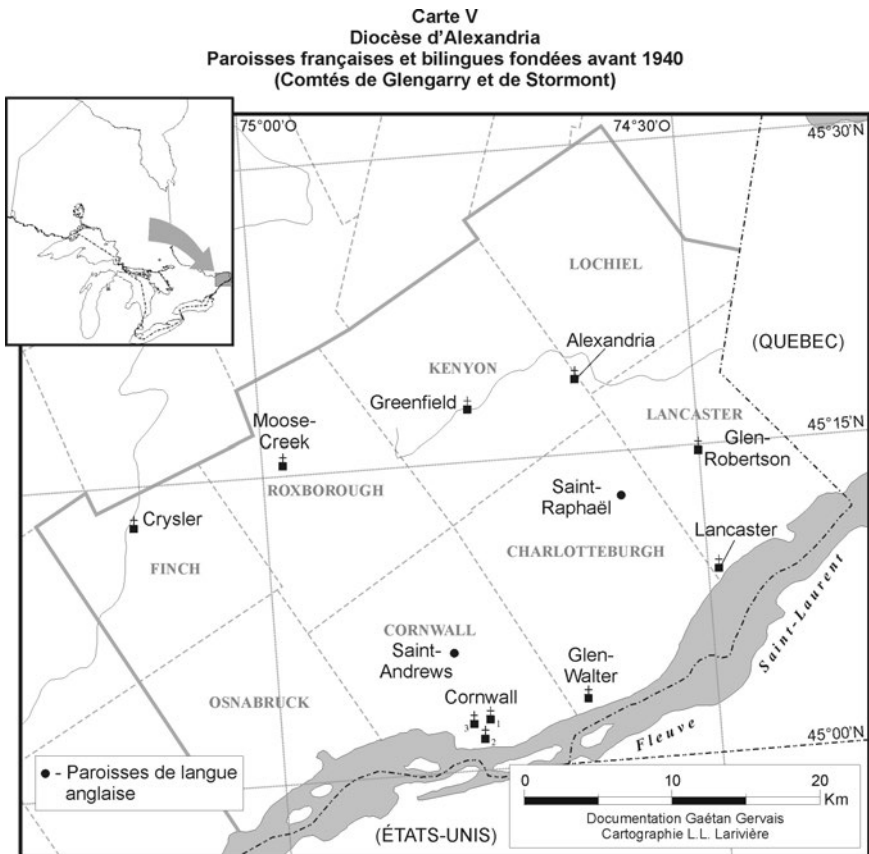 Carte V
Diocèse d'Alexandria
Paroisses françaises et bilingues fondées avant 1940
(Comtés de Glengarry et de Stormont)
75°00'O
74°30'O
45°30'N
LOCHIEL
(QUEBEC)
Alexandria
KENYON
Greenfield
LANCASTER
45°15'N
Moose-
Creek
Glen-
Robertson
ROXBOROUGH
Saint-
Raphaël
Crysler
Lancaster
CHARLOTTEBURGH
FINCH
CORNWALL
Saint-
Andrews
Glen-
Walter
OSNABRUCK
Cornwall
1
2
3
Fleuve
Saint-Laurent
45°00'N
● - Paroisses de langue
anglaise
(ÉTATS-UNIS)
0 10 20
Km
Documentation Gaétan Gervais
Cartographie L.L. Larivière